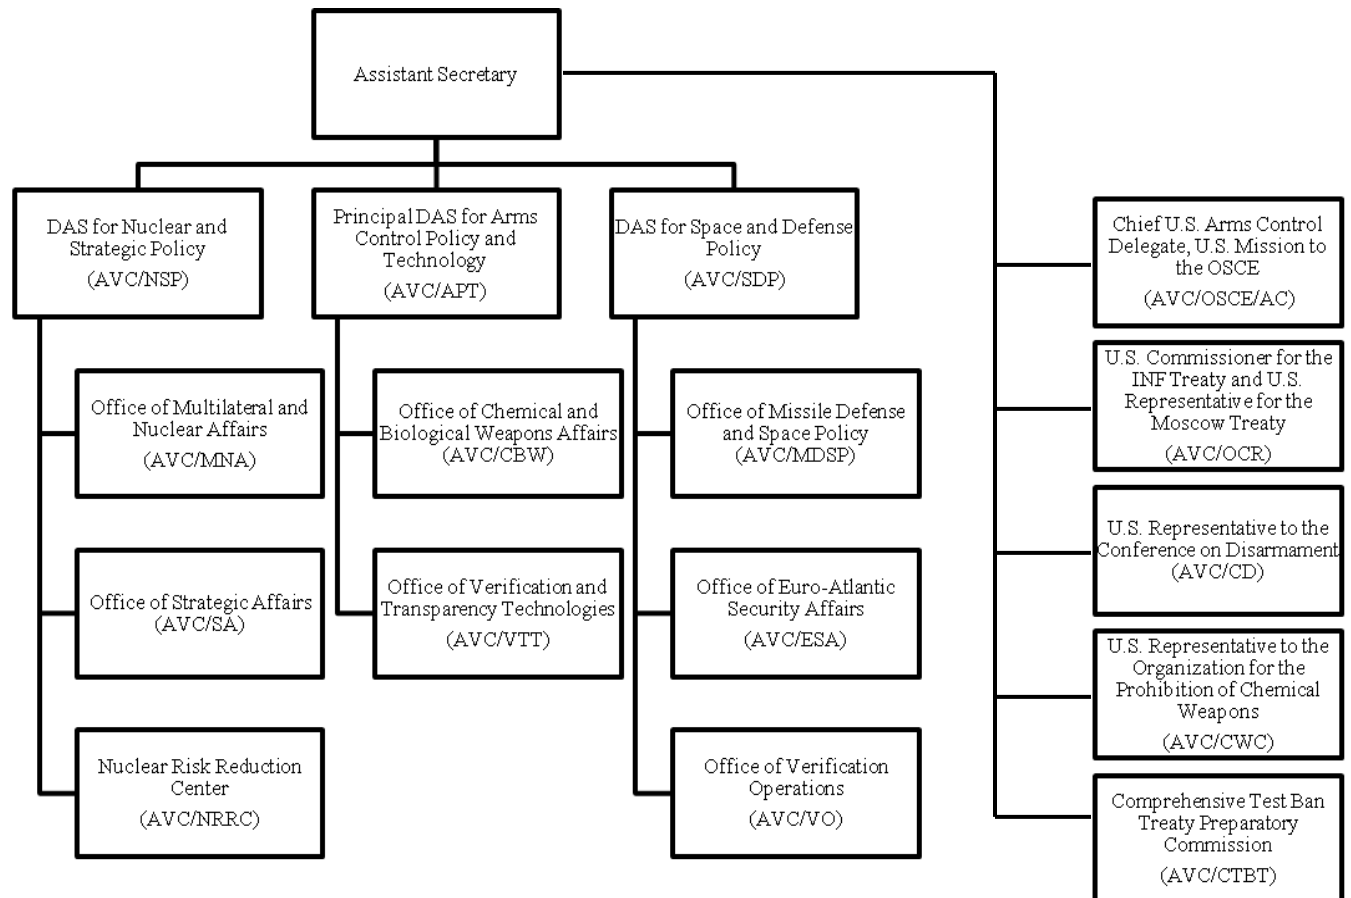 Assistant Secretary
DAS for Nuclear and
Strategic Policy
(AVC/NSP)
Principal DAS for Arms
Control Policy and
Technology
(AVC/APT)
DAS for Space and Defense
Policy
(AVC/SDP)
Office of Multilateral and
Nuclear Affairs
(AVC/MNA)
Office of Strategic Affairs
(AVC/SA)
Nuclear Risk Reduction
Center
(AVC/NRRC)
Office of Chemical and
Biological Weapons Affairs
(AVC/CBW)
Office of Verification and
Transparency Technologies
(AVC/VTT)
Office of Missile Defense
and Space Policy
(AVC/MDSP)
Office of Euro-Atlantic
Security Affairs
(AVC/ESA)
Office of Verification
Operations
(AVC/VO)
Chief U.S. Arms Control
Delegate, U.S. Mission to
the OSCE
(AVC/OSCE/AC)
U.S. Commissioner for the
INF Treaty and U.S.
Representative for the
Moscow Treaty
(AVC/OCR)
U.S. Representative to the
Conference on Disarmament
(AVC/CD)
U.S. Representative to the
Organization for the
Prohibition of Chemical
Weapons
(AVC/CWC)
Comprehensive Test Ban
Treaty Preparatory
Commission
(AVC/CTBT)